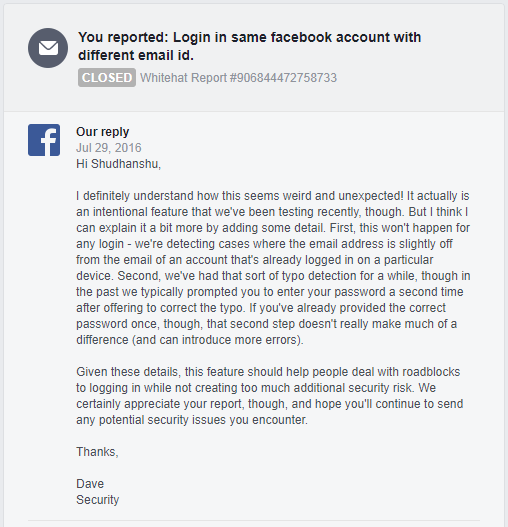 You reported: Login in same facebook account with
different email id.
CLOSED Whitehat Report #906844472758733
Our reply
Jul 29, 2016
Hi Shudhanshu,
I definitely understand how this seems weird and unexpected! It actually is
an intentional feature that we've been testing recently, though. But I think I
can explain it a bit more by adding some detail. First, this won't happen for
any login - we're detecting cases where the email address is slightly off
from the email of an account that's already logged in on a particular
device. Second, we've had that sort of typo detection for a while, though in
the past we typically prompted you to enter your password a second time
after offering to correct the typo. If you've already provided the correct
password once, though, that second step doesn't really make much of a
difference (and can introduce more errors).
Given these details, this feature should help people deal with roadblocks
to logging in while not creating too much additional security risk. We
certainly appreciate your report, though, and hope you'll continue to send
any potential security issues you encounter.
Thanks,
Dave
Security